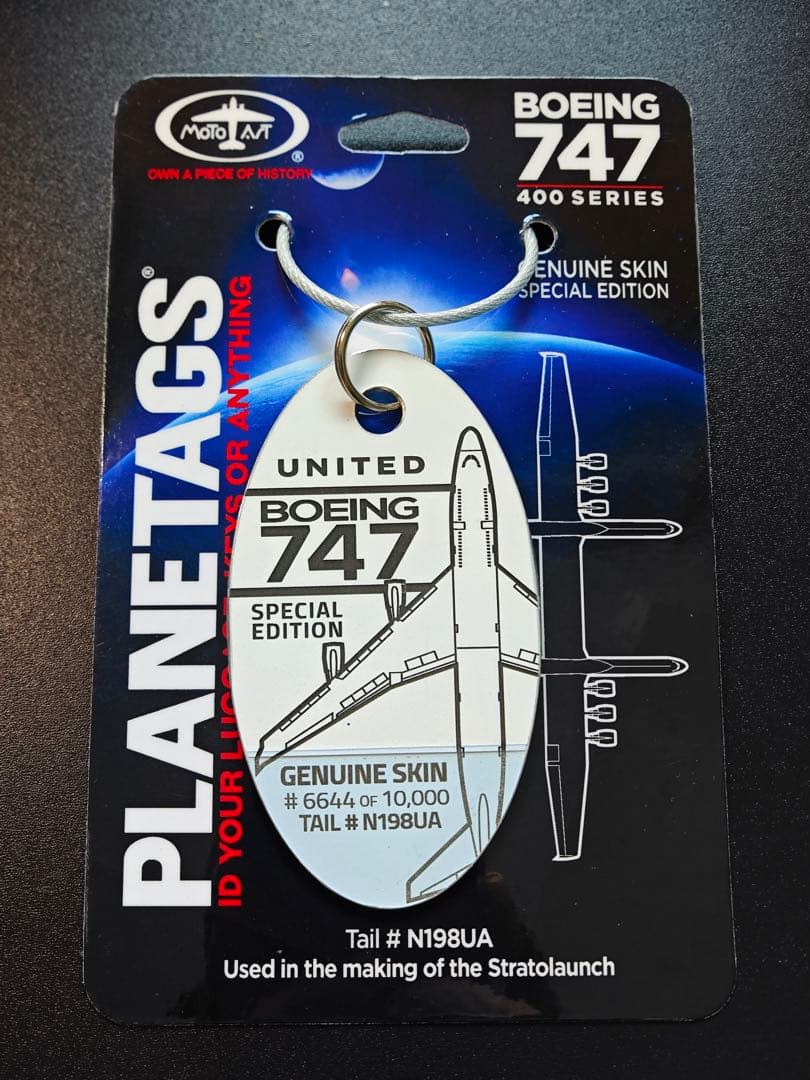 MOTOART®
OWN A PIECE OF HISTORY
BOEING
747
400 SERIES
GENUINE SKIN
SPECIAL EDITION
PLANETAGS®
ID YOUR LUGGAGE KEYS OR ANYTHING
UNITED
BOEING
747
SPECIAL
EDITION
GENUINE SKIN
# 6644 OF 10,000
TAIL # N198UA
Tail # N198UA
Used in the making of the Stratolaunch